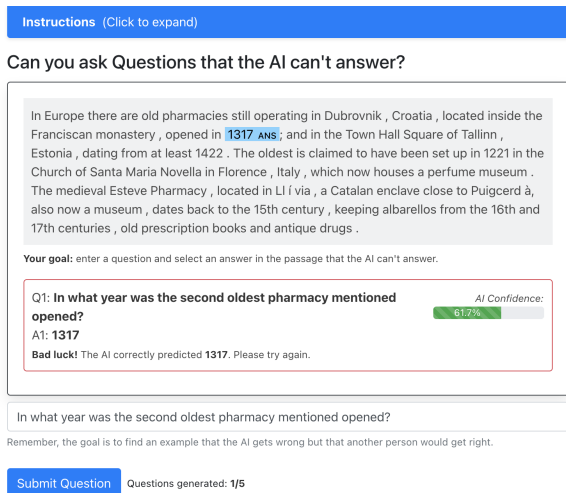 Instructions (Click to expand)
Can you ask Questions that the AI can't answer?
In Europe there are old pharmacies still operating in Dubrovnik , Croatia , located inside the
Franciscan monastery , opened in 1317 ANS ; and in the Town Hall Square of Tallinn ,
Estonia , dating from at least 1422 . The oldest is claimed to have been set up in 1221 in the
Church of Santa Maria Novella in Florence , Italy , which now houses a perfume museum .
The medieval Esteve Pharmacy , located in Ll í via , a Catalan enclave close to Puigcerd à,
also now a museum , dates back to the 15th century , keeping albarellos from the 16th and
17th centuries , old prescription books and antique drugs .
Your goal: enter a question and select an answer in the passage that the AI can't answer.
Q1: In what year was the second oldest pharmacy mentioned
opened?
AI Confidence:
61.7%
A1: 1317
Bad luck! The AI correctly predicted 1317. Please try again.
In what year was the second oldest pharmacy mentioned opened?
Remember, the goal is to find an example that the AI gets wrong but that another person would get right.
Submit Question Questions generated: 1/5